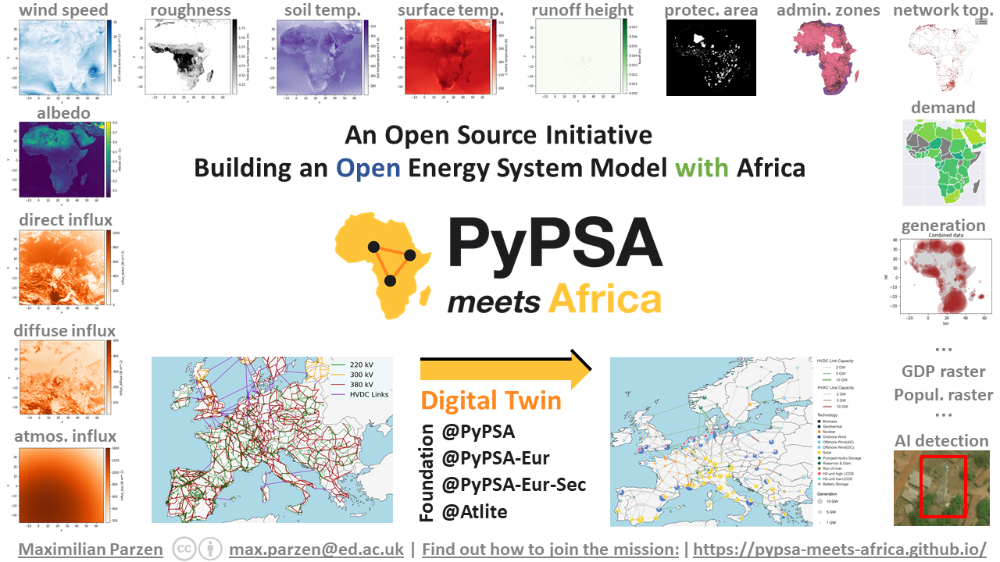 wind speed
roughness
soil temp.
surface temp.
runoff height
protec. area
admin. zones
network top.
albedo
demand
An Open Source Initiative
Building an Open Energy System Model with Africa
direct influx
generation
Combined data
lat
lon
PyPSA
meets Africa
diffuse influx
...
GDP raster
Popul. raster
...
220 kV
300 kV
380 kV
HVDC Links
Digital Twin
Foundation
@PyPSA
@PyPSA-Eur
@PyPSA-Eur-Sec
@Atlite
HVDC Link Capacity
2 GW
5 GW
10 GW
HVAC Line Capacity
2 GW
5 GW
10 GW
Technology
Biomass
Geothermal
Nuclear
Onshore Wind
Offshore Wind(AC)
Offshore Wind(DC)
Solar
Pumped Hydro Storage
Reservoir & Dam
Run of river
H2-unit high LCOS
H2-unit low LCOS
Battery Storage
Generation
10 GW
5 GW
1 GW
atmos. influx
AI detection
Maximilian Parzen cc max.parzen@ed.ac.uk | Find out how to join the mission: | https://pypsa-meets-africa.github.io/